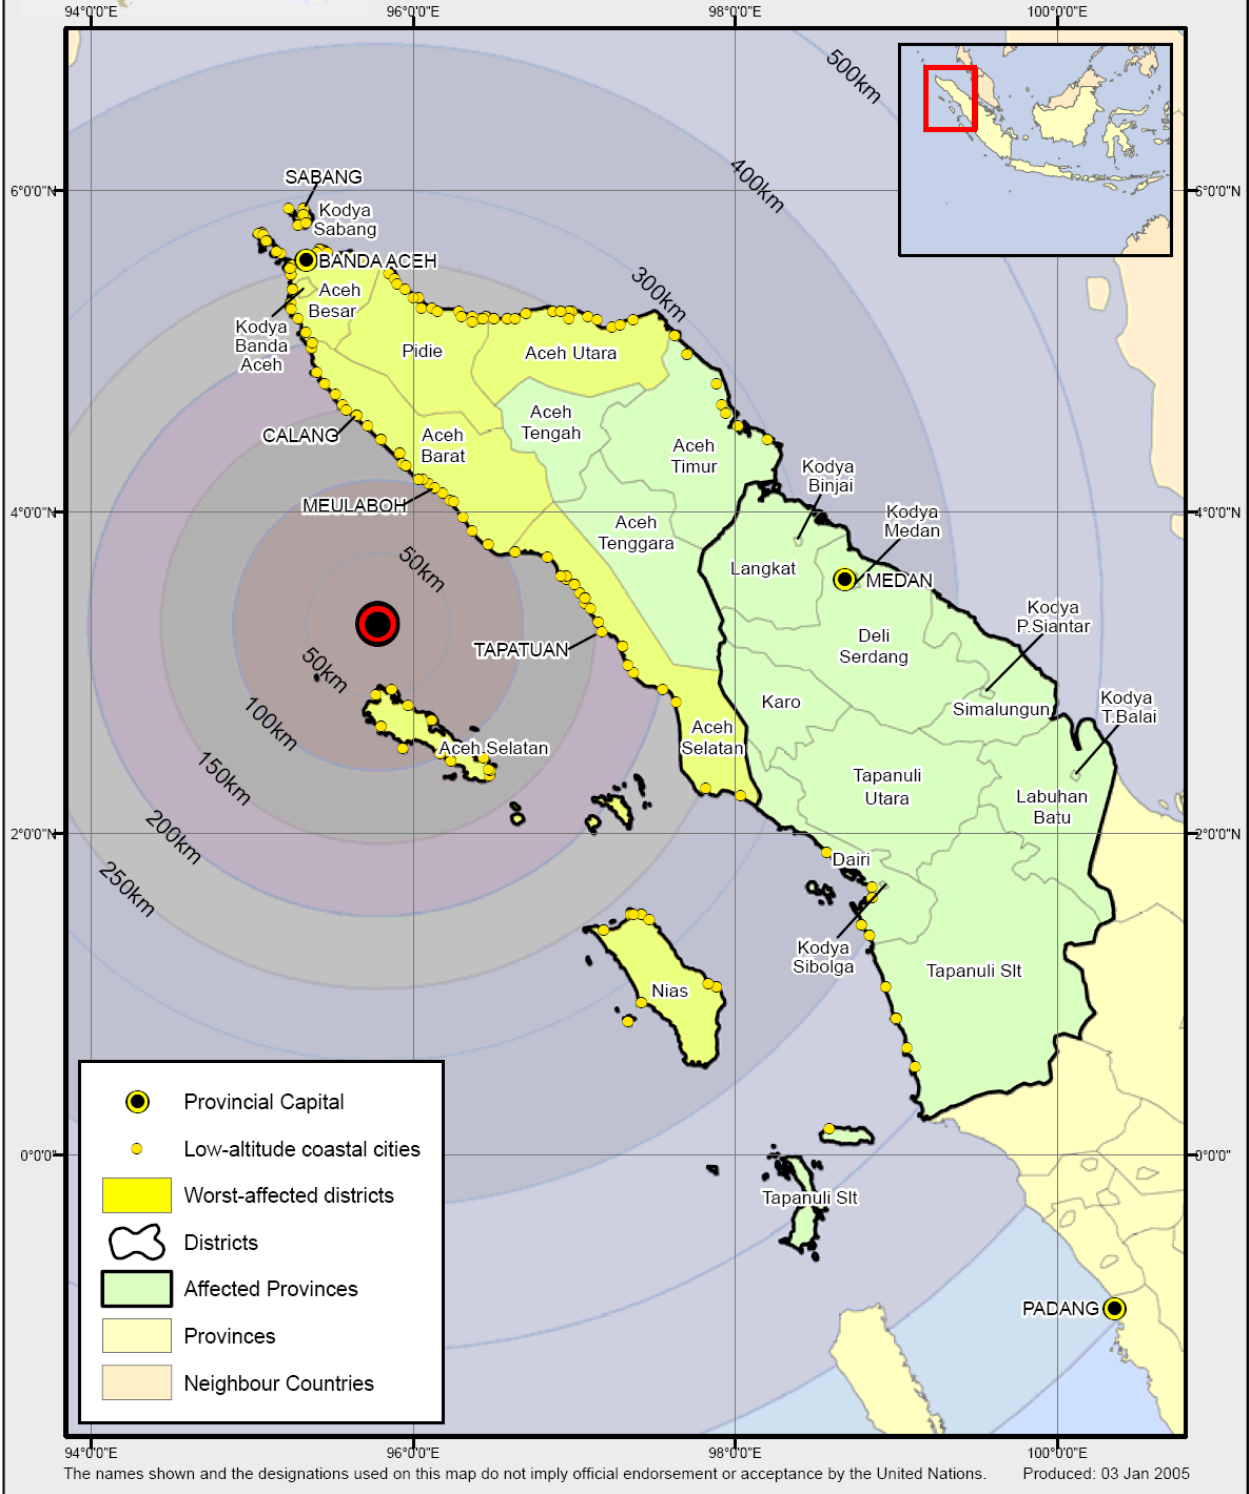 94°0'0"E 96°0'0"E 98°0'0"E 100°0'0"E
500km
400km
6°0'0"N 6°0'0"N
SABANG
Kodya
Sabang
BANDA ACEH
300km
Aceh
Besar
Kodya
Banda
Aceh
Pidie
Aceh Utara
Aceh
Tengah
CALANG
Aceh
Barat
Aceh
Timur
Kodya
Binjai
MEULABOH
4°0'0"N 4°0'0"N
Kodya
Medan
Aceh
Tenggara
50km
Langkat
MEDAN
Kodya
P.Siantar
TAPATUAN
Deli
Serdang
50km
Karo
Simalungun
Kodya
T.Balai
100km
Aceh Selatan
Aceh
Selatan
150km
Tapanuli
Utara
Labuhan
Batu
200km
2°0'0"N 2°0'0"N
Dairi
250km
Kodya
Sibolga
Tapanuli Slt
Nias
Provincial Capital
Low-altitude coastal cities
0°0'0" 0°0'0"
Worst-affected districts
Tapanuli Slt
Districts
Affected Provinces
PADANG
Provinces
Neighbour Countries
94°0'0"E 96°0'0"E 98°0'0"E 100°0'0"E
The names shown and the designations used on this map do not imply official endorsement or acceptance by the United Nations. Produced: 03 Jan 2005